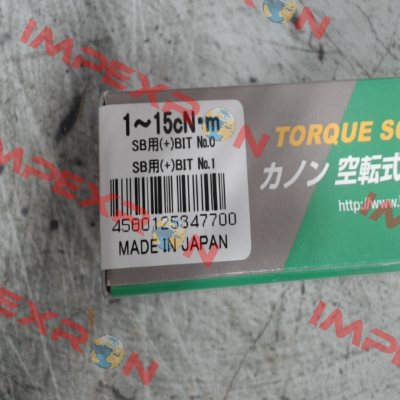 1~15cN·m
SB用(+)BIT No.0
SB用(+)BIT No.1
4580125347700
MADE IN JAPAN
TORQUE SC
カノン 空転式
http://www.
IMPEXRON
IMPEXRON
IMPEXRON
IMPEXRON
IMPEXRON